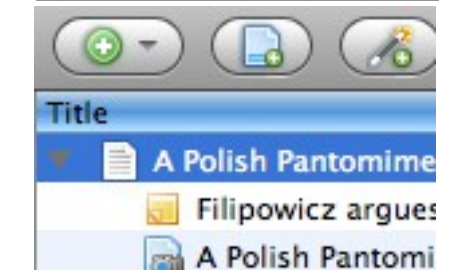 Title
A Polish Pantomime
Filipowicz argues
A Polish Pantomi